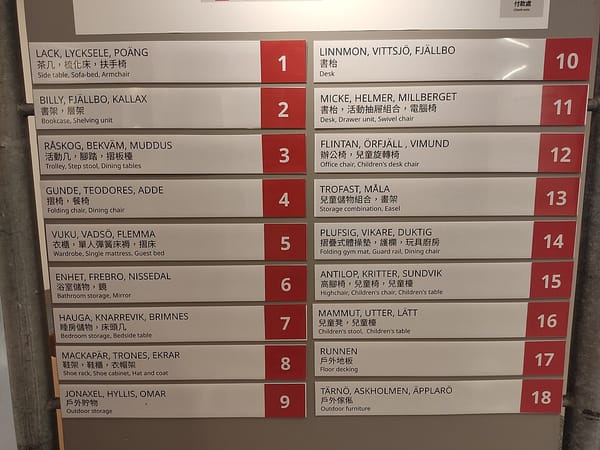 付款處
Check-outs
LACK, LYCKSELE, POÄNG
茶几，梳化床，扶手椅
Side table, Sofa-bed, Armchair
1
BILLY, FJÄLLBO, KALLAX
書架，層架
Bookcase, Shelving unit
2
RÅSKOG, BEKVÄM, MUDDUS
活動几，腳踏，摺板檯
Trolley, Step stool, Dining tables
3
GUNDE, TEODORES, ADDE
摺椅，餐椅
Folding chair, Dining chair
4
VUKU, VADSÖ, FLEMMA
衣櫃，單人彈簧床褥，摺床
Wardrobe, Single mattress, Guest bed
5
ENHET, FREBRO, NISSEDAL
浴室儲物，鏡
Bathroom storage, Mirror
6
HAUGA, KNARREVIK, BRIMNES
睡房儲物，床頭几
Bedroom storage, Bedside table
7
MACKAPÄR, TRONES, EKRAR
鞋架，鞋櫃，衣帽架
Shoe rack, Shoe cabinet, Hat and coat
8
JONAXEL, HYLLIS, OMAR
戶外貯物
Outdoor storage
9
LINNMON, VITTSJÖ, FJÄLLBO
書枱
Desk
10
MICKE, HELMER, MILLBERGET
書枱，活動抽屜組合，電腦椅
Desk, Drawer unit, Swivel chair
11
FLINTAN, ÖRFJÄLL , VIMUND
辦公椅，兒童旋轉椅
Office chair, Children's desk chair
12
TROFAST, MÅLA
兒童儲物組合，畫架
Storage combination, Easel
13
PLUFSIG, VIKARE, DUKTIG
摺疊式體操墊，護欄，玩具廚房
Folding gym mat, Guard rail, Dining chair
14
ANTILOP, KRITTER, SUNDVIK
高腳椅，兒童椅，兒童檯
Highchair, Children's chair, Children's table
15
MAMMUT, UTTER, LÄTT
兒童凳，兒童檯
Children's stool, Children's table
16
RUNNEN
戶外地板
Floor decking
17
TÄRNÖ, ASKHOLMEN, ÄPPLARÖ
戶外傢俬
Outdoor furniture
18